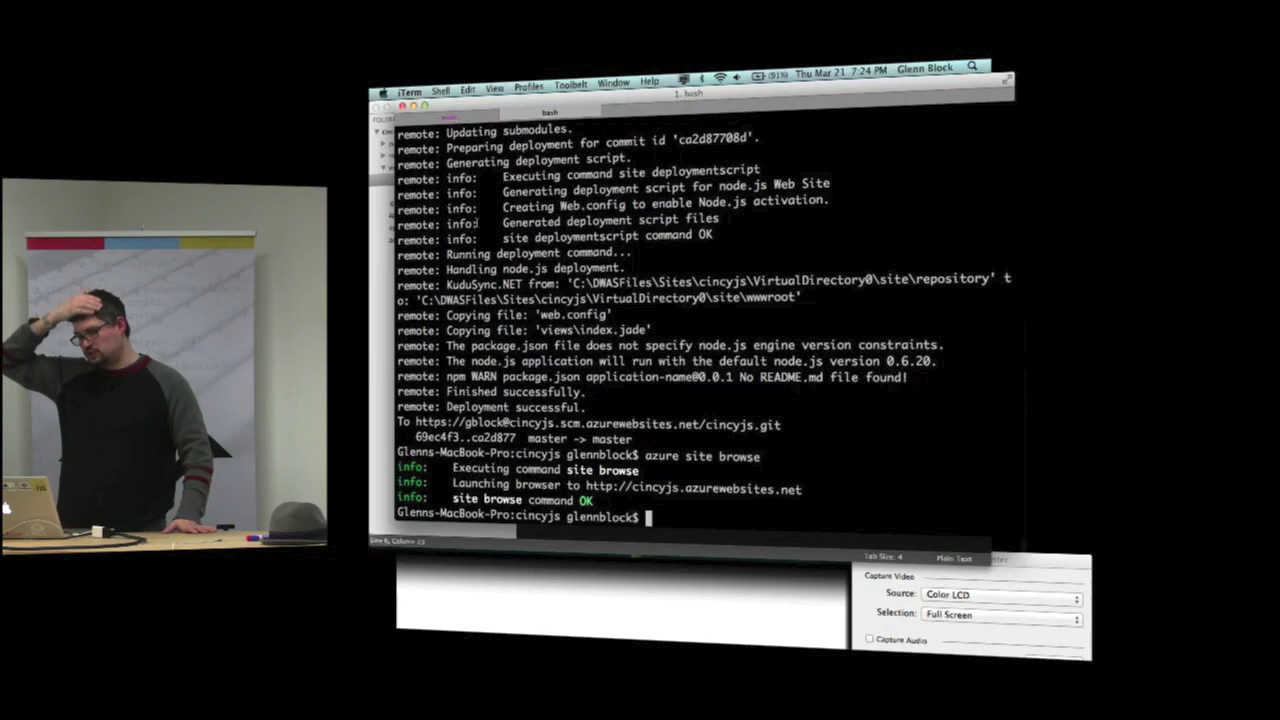 iTerm Shell Edit View Profiles Toolbelt Window Help (91%) Thu Mar 21 7:24 PM Glenn Block
1. bash
bash
remote: Updating submodules.
remote: Preparing deployment for commit id 'ca2d87708d'.
remote: Generating deployment script.
remote: info: Executing command site deploymentscript
remote: info: Generating deployment script for node.js Web Site
remote: info: Creating Web.config to enable Node.js activation.
remote: info: Generated deployment script files
remote: info: site deploymentscript command OK
remote: Running deployment command...
remote: Handling node.js deployment.
remote: KuduSync.NET from: 'C:\DWASFiles\Sites\cincyjs\VirtualDirectory0\site\repository' t
o: 'C:\DWASFiles\Sites\cincyjs\VirtualDirectory0\site\wwwroot'
remote: Copying file: 'web.config'
remote: Copying file: 'views\index.jade'
remote: The package.json file does not specify node.js engine version constraints.
remote: The node.js application will run with the default node.js version 0.6.20.
remote: npm WARN package.json application-name@0.0.1 No README.md file found!
remote: Finished successfully.
remote: Deployment successful.
To https://gblock@cincyjs.scm.azurewebsites.net/cincyjs.git
69ec4f3..ca2d877 master -> master
Glenns-MacBook-Pro:cincyjs glennblock$ azure site browse
info: Executing command site browse
info: Launching browser to http://cincyjs.azurewebsites.net
info: site browse command OK
Glenns-MacBook-Pro:cincyjs glennblock$
Line 6, Column 23
Tab Size: 4 Plain Text
Capture Video
Source: Color LCD
Selection: Full Screen
Capture Audio